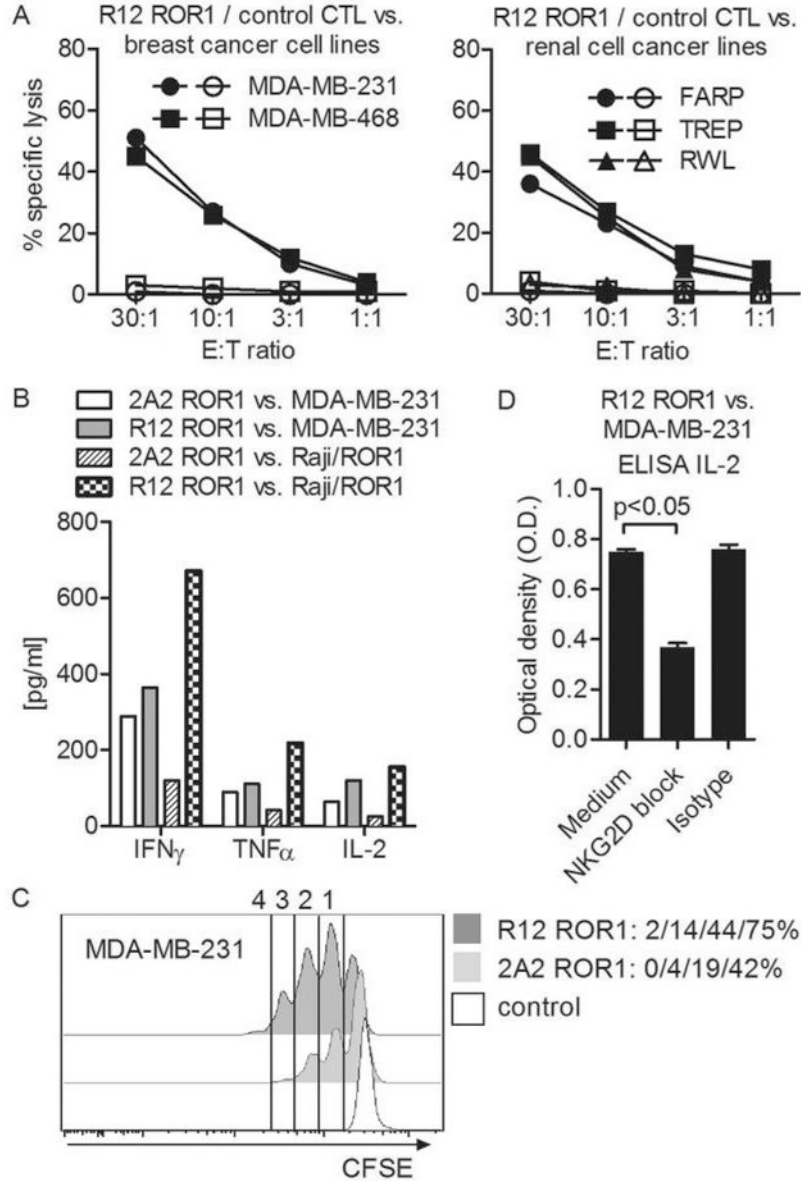 A
R12 ROR1 / control CTL vs.
breast cancer cell lines
MDA-MB-231
MDA-MB-468
% specific lysis
80
60
40
20
0
30:1 10:1 3:1 1:1
E:T ratio
R12 ROR1 / control CTL vs.
renal cell cancer lines
FARP
TREP
RWL
80
60
40
20
0
30:1 10:1 3:1 1:1
E:T ratio
B
2A2 ROR1 vs. MDA-MB-231
R12 ROR1 vs. MDA-MB-231
2A2 ROR1 vs. Raji/ROR1
R12 ROR1 vs. Raji/ROR1
[pg/ml]
800
600
400
200
0
IFNγ TNFα IL-2
D
R12 ROR1 vs.
MDA-MB-231
ELISA IL-2
Optical density (O.D.)
1.0
0.8
0.6
0.4
0.2
0.0
p<0.05
Medium
NKG2D block
Isotype
C
4 3 2 1
MDA-MB-231
CFSE
R12 ROR1: 2/14/44/75%
2A2 ROR1: 0/4/19/42%
control